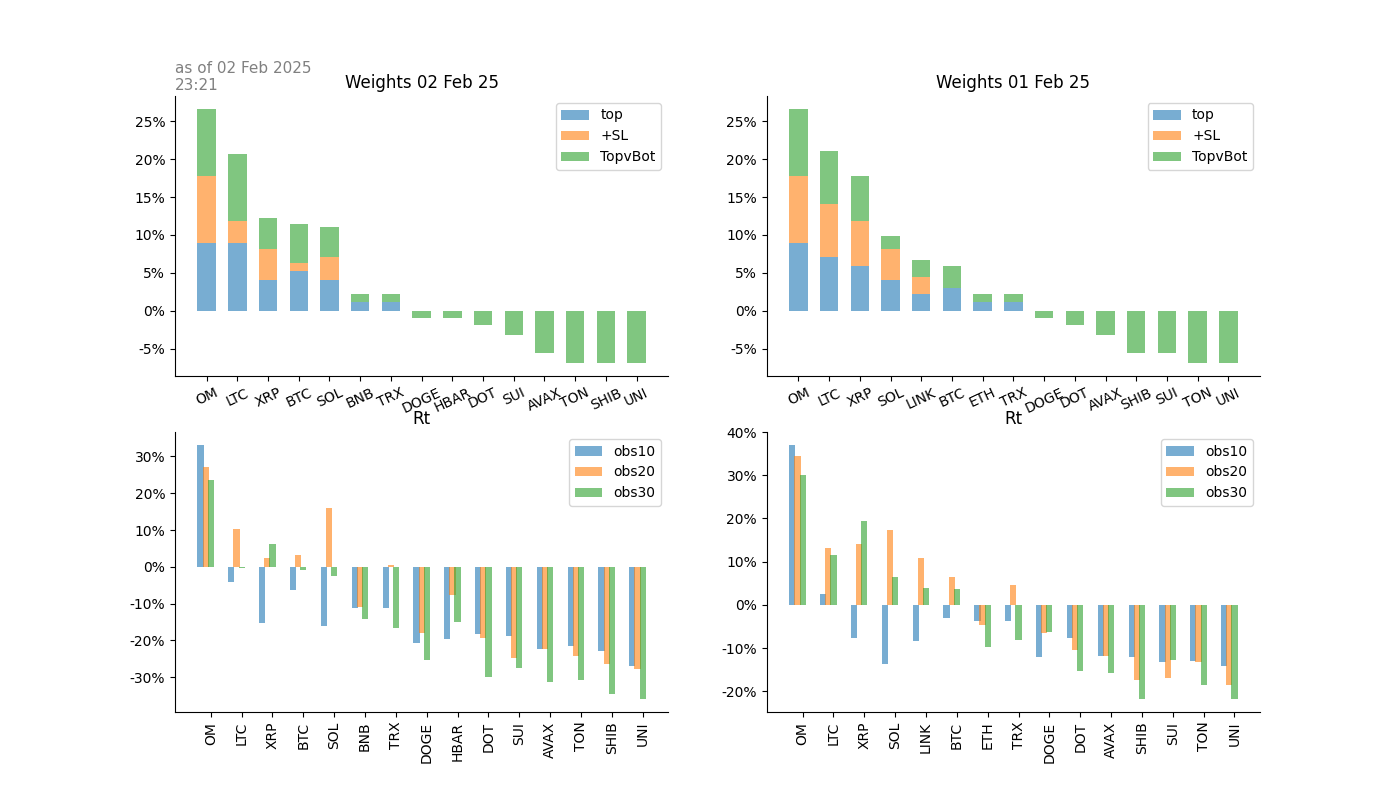 as of 02 Feb 2025
23:21
Weights 02 Feb 25
25%
20%
15%
10%
5%
0%
-5%
top
+SL
TopvBot
OM LTC XRP BTC SOL BNB TRX DOGE HBAR DOT SUI AVAX TON SHIB UNI
Weights 01 Feb 25
25%
20%
15%
10%
5%
0%
-5%
top
+SL
TopvBot
OM LTC XRP SOL LINK BTC ETH TRX DOGE DOT AVAX SHIB SUI TON UNI
Rt
30%
20%
10%
0%
-10%
-20%
-30%
obs10
obs20
obs30
OM LTC XRP BTC SOL BNB TRX DOGE HBAR DOT SUI AVAX TON SHIB UNI
Rt
40%
30%
20%
10%
0%
-10%
-20%
obs10
obs20
obs30
OM LTC XRP SOL LINK BTC ETH TRX DOGE DOT AVAX SHIB SUI TON UNI